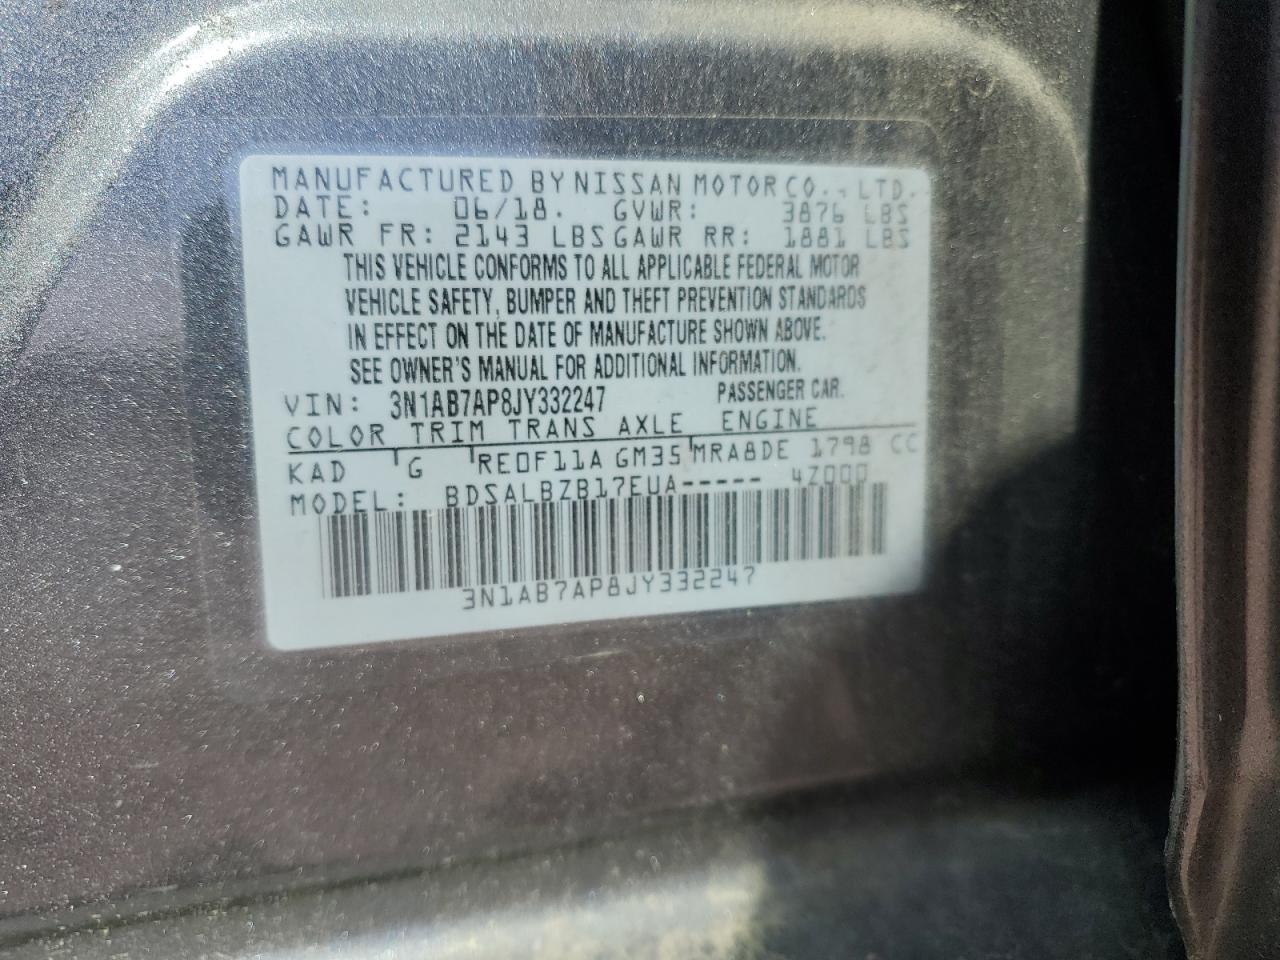 MANUFACTURED BY NISSAN MOTOR CO., LTD.
DATE: 06/18. GVWR: 3876 LBS
GAWR FR: 2143 LBS GAWR RR: 1881 LBS
THIS VEHICLE CONFORMS TO ALL APPLICABLE FEDERAL MOTOR
VEHICLE SAFETY, BUMPER AND THEFT PREVENTION STANDARDS
IN EFFECT ON THE DATE OF MANUFACTURE SHOWN ABOVE.
SEE OWNER'S MANUAL FOR ADDITIONAL INFORMATION.
VIN: 3N1AB7AP8JY332247 PASSENGER CAR.
COLOR TRIM TRANS AXLE ENGINE
KAD G RE0F11A GM35 MRA8DE 1798 CC
MODEL: BDSALBZB17EUA----- 4Z000
3N1AB7AP8JY332247